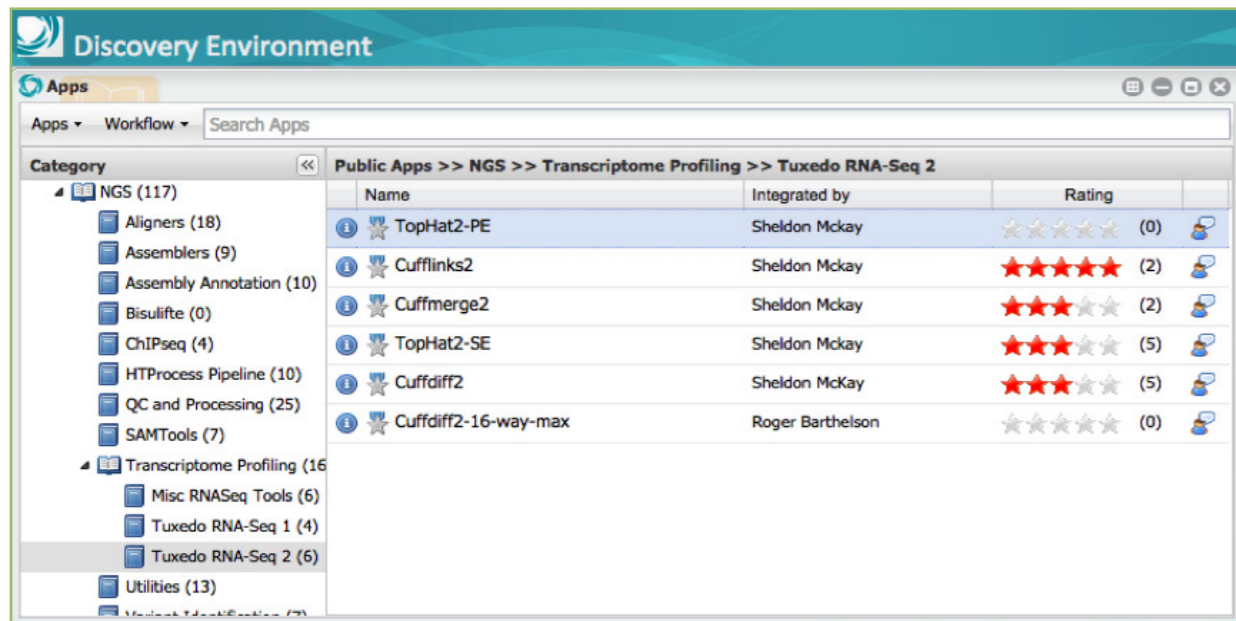 Discovery Environment
Apps
Apps Workflow Search Apps
Category
NGS (117)
Aligners (18)
Assemblers (9)
Assembly Annotation (10)
Bisulifte (0)
ChIPseq (4)
HTProcess Pipeline (10)
QC and Processing (25)
SAMTools (7)
Transcriptome Profiling (16
Misc RNASeq Tools (6)
Tuxedo RNA-Seq 1 (4)
Tuxedo RNA-Seq 2 (6)
Utilities (13)
Public Apps >> NGS >> Transcriptome Profiling >> Tuxedo RNA-Seq 2
Name Integrated by Rating
TopHat2-PE Sheldon Mckay (0)
Cufflinks2 Sheldon Mckay (2)
Cuffmerge2 Sheldon Mckay (2)
TopHat2-SE Sheldon Mckay (5)
Cuffdiff2 Sheldon McKay (5)
Cuffdiff2-16-way-max Roger Barthelson (0)